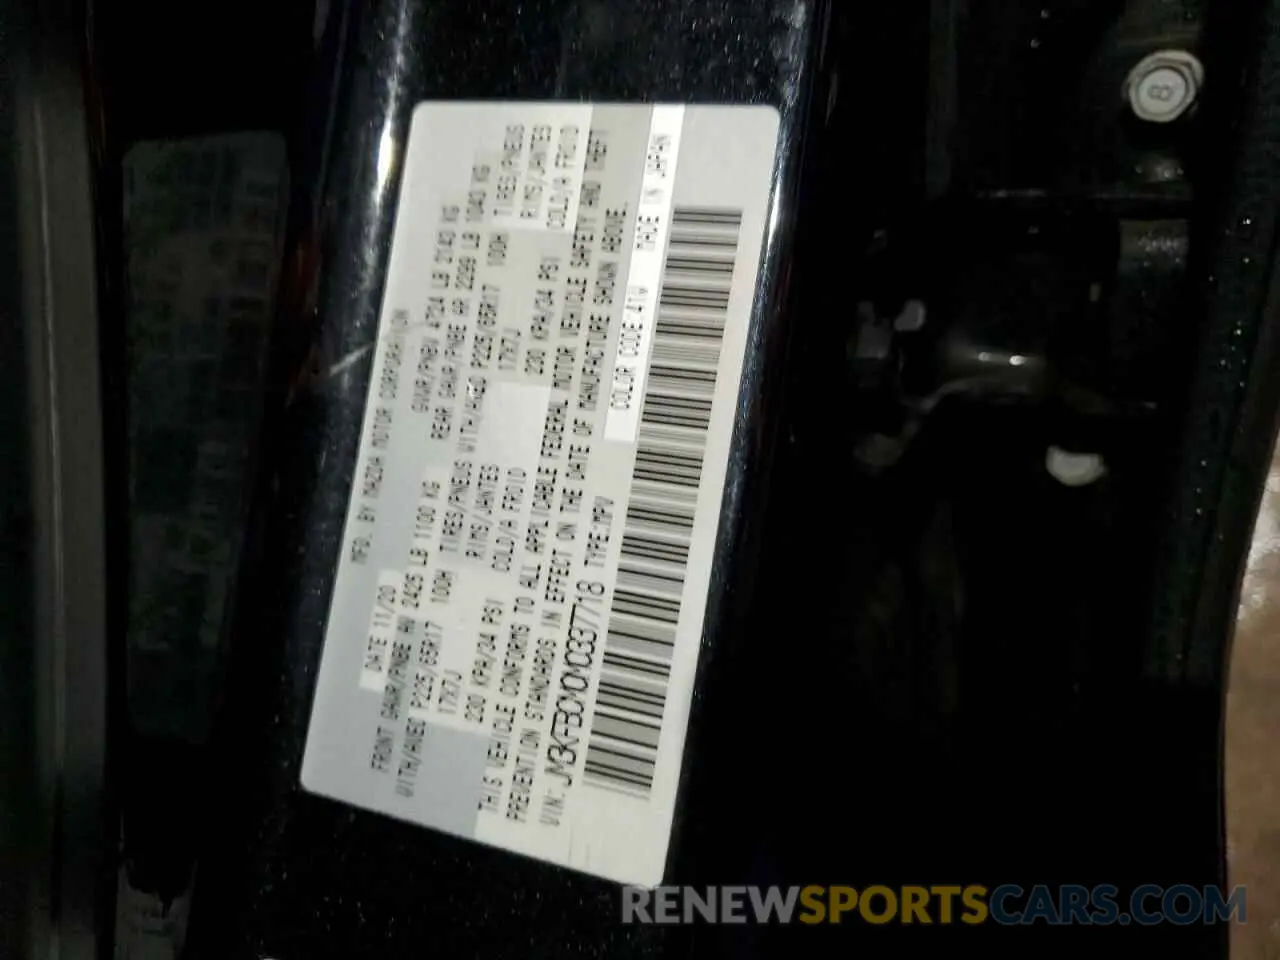 MFD. BY MAZDA MOTOR CORPORATION
DATE 11/20 GVWR/PNBV 4724 LB 2143 KG
FRONT GAWR/PNBE AV 2425 LB 1100 KG REAR GAWR/PNBE AR 2299 LB 1043 KG
WITH/AVEC P225/65R17 100H TIRES/PNEUS WITH/AVEC P225/65R17 100H TIRES/PNEUS
17X7J RIMS/JANTES 17X7J RIMS/JANTES
230 KPA/34 PSI COLD/A FROID 230 KPA/34 PSI COLD/A FROID
THIS VEHICLE CONFORMS TO ALL APPLICABLE FEDERAL MOTOR VEHICLE SAFETY AND THEFT
PREVENTION STANDARDS IN EFFECT ON THE DATE OF MANUFACTURE SHOWN ABOVE.
VIN: JM3KFBCM0M0337718 TYPE:MPV COLOR CODE:41W MADE IN JAPAN
8
RENEWSPORTSCARS.COM